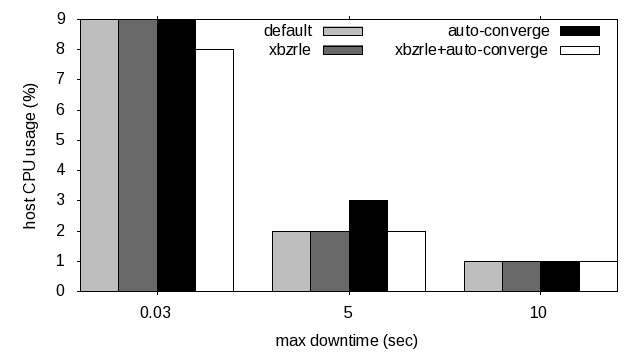 9
8
7
6
5
4
3
2
1
0
host CPU usage (%)
default
xbzrle
auto-converge
xbzrle+auto-converge
0.03
5
10
max downtime (sec)